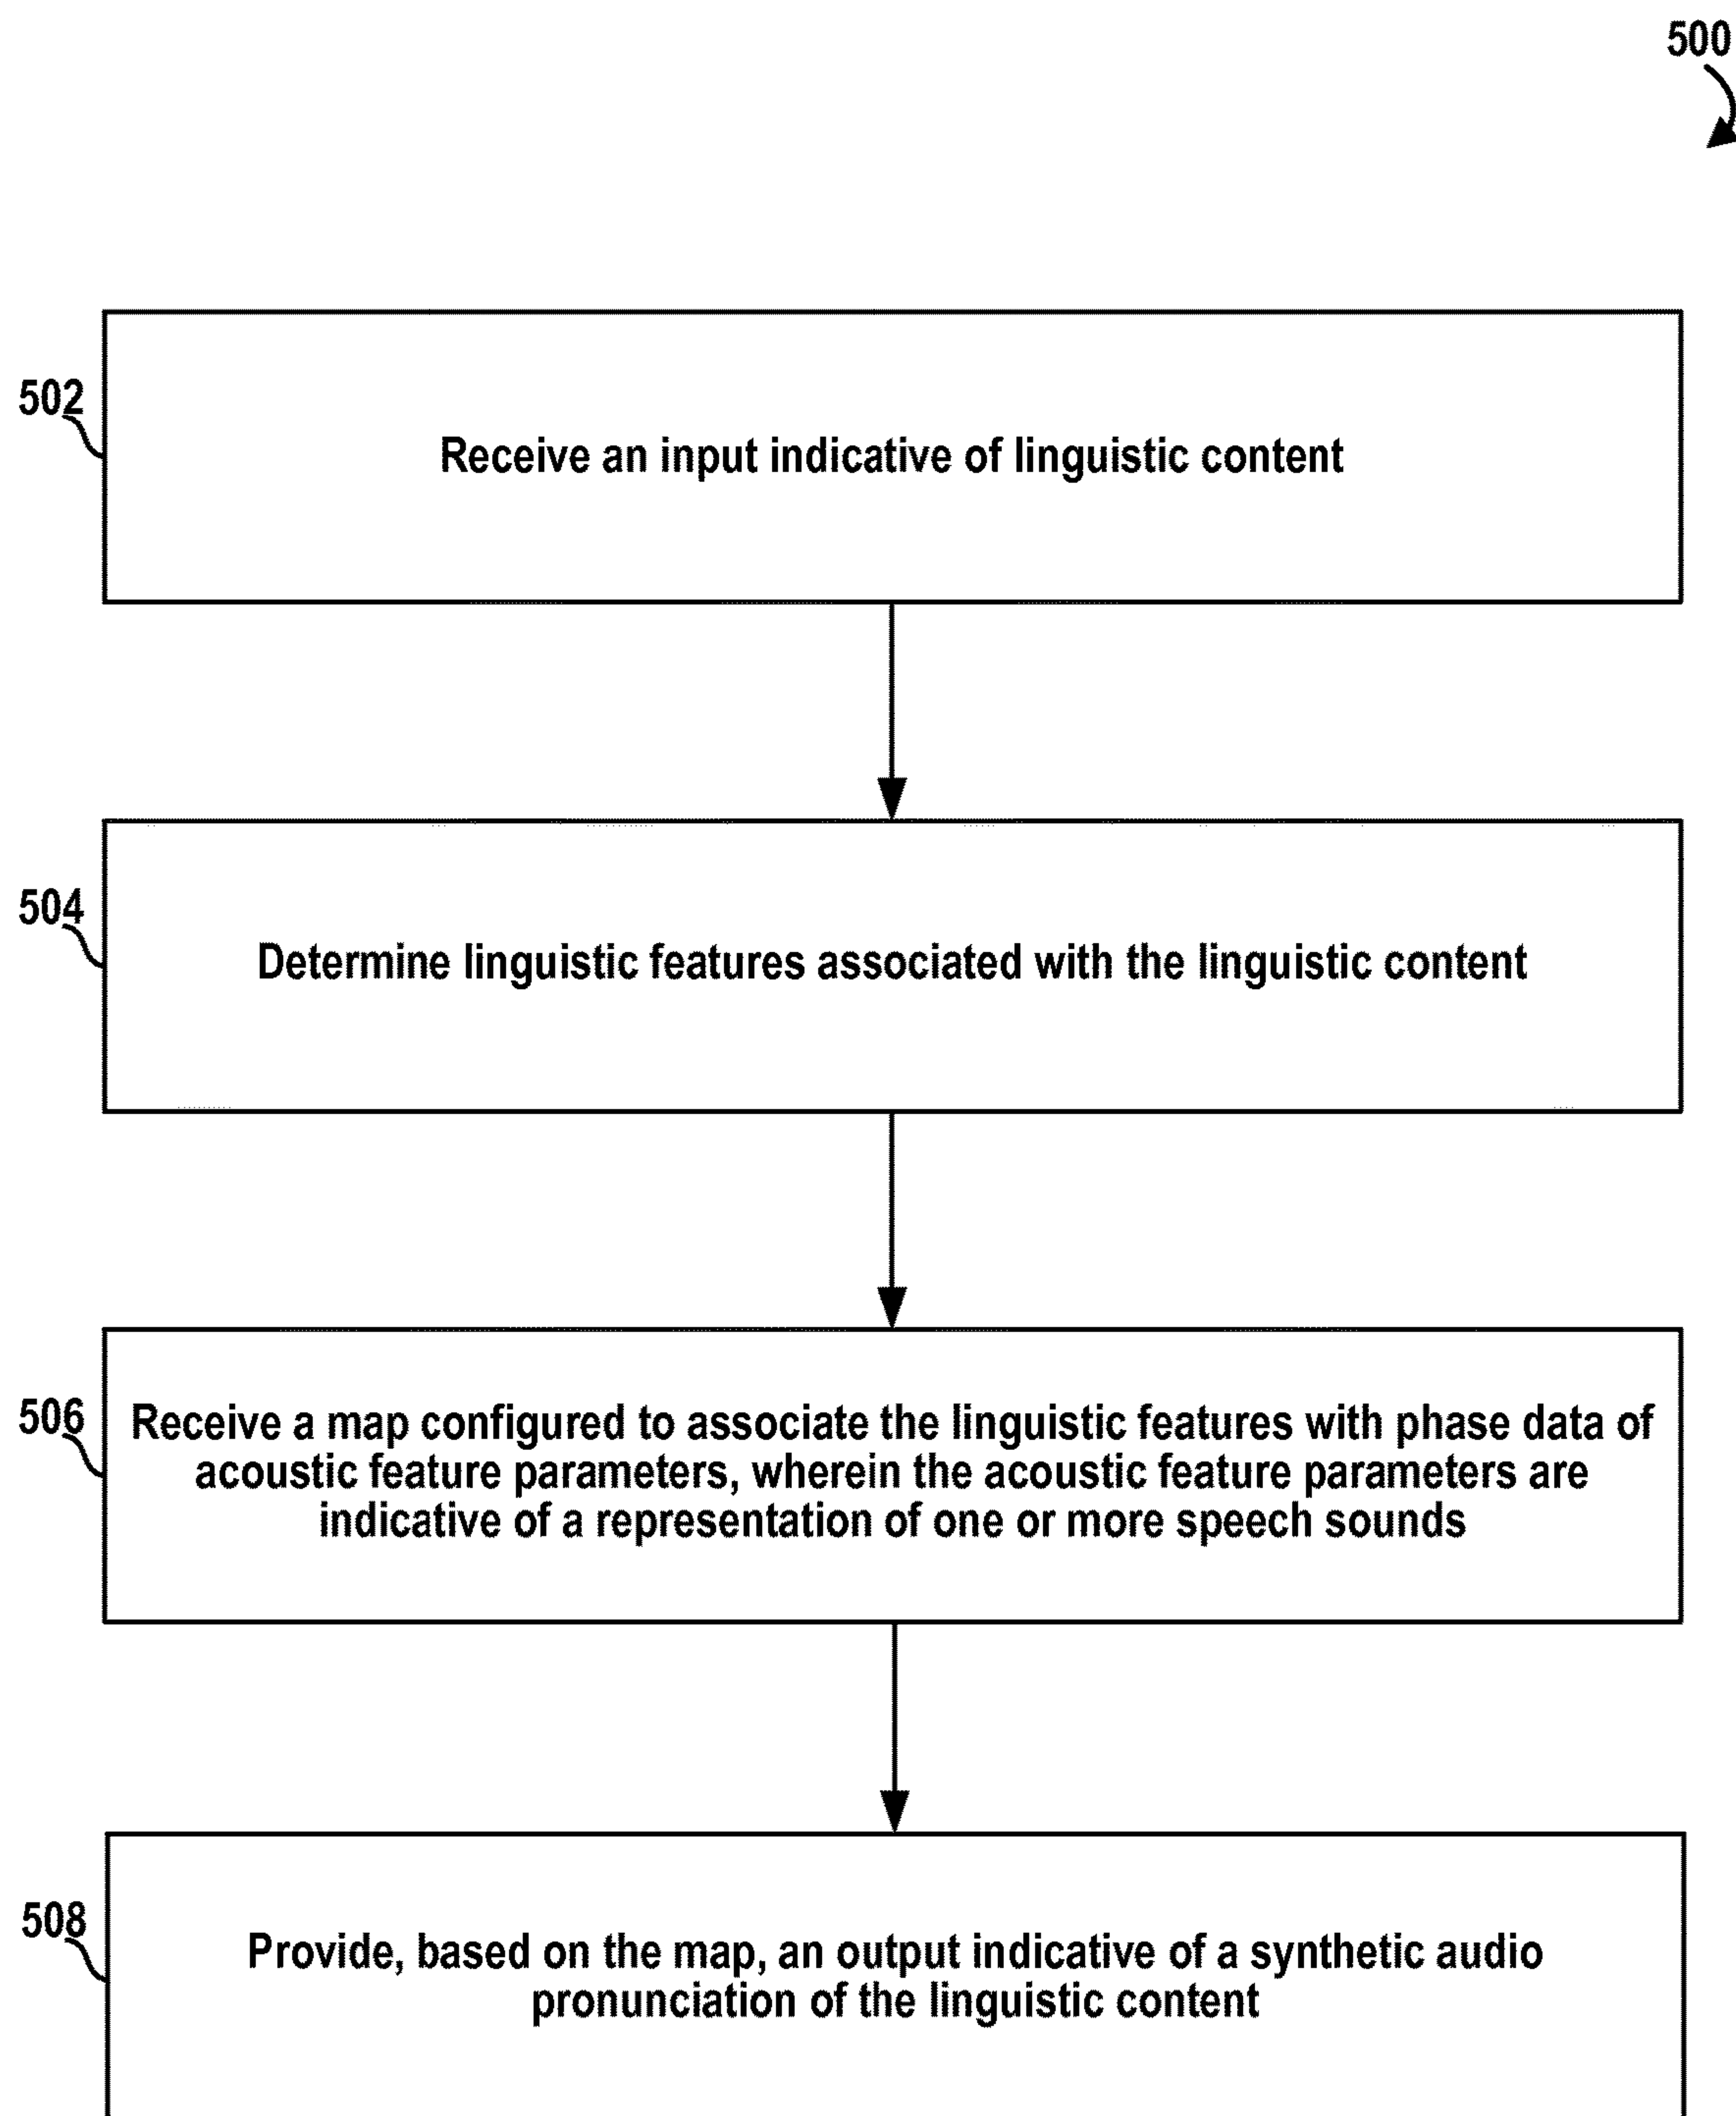 500
502
Receive an input indicative of linguistic content
504
Determine linguistic features associated with the linguistic content
506
Receive a map configured to associate the linguistic features with phase data of
acoustic feature parameters, wherein the acoustic feature parameters are
indicative of a representation of one or more speech sounds
508
Provide, based on the map, an output indicative of a synthetic audio
pronunciation of the linguistic content